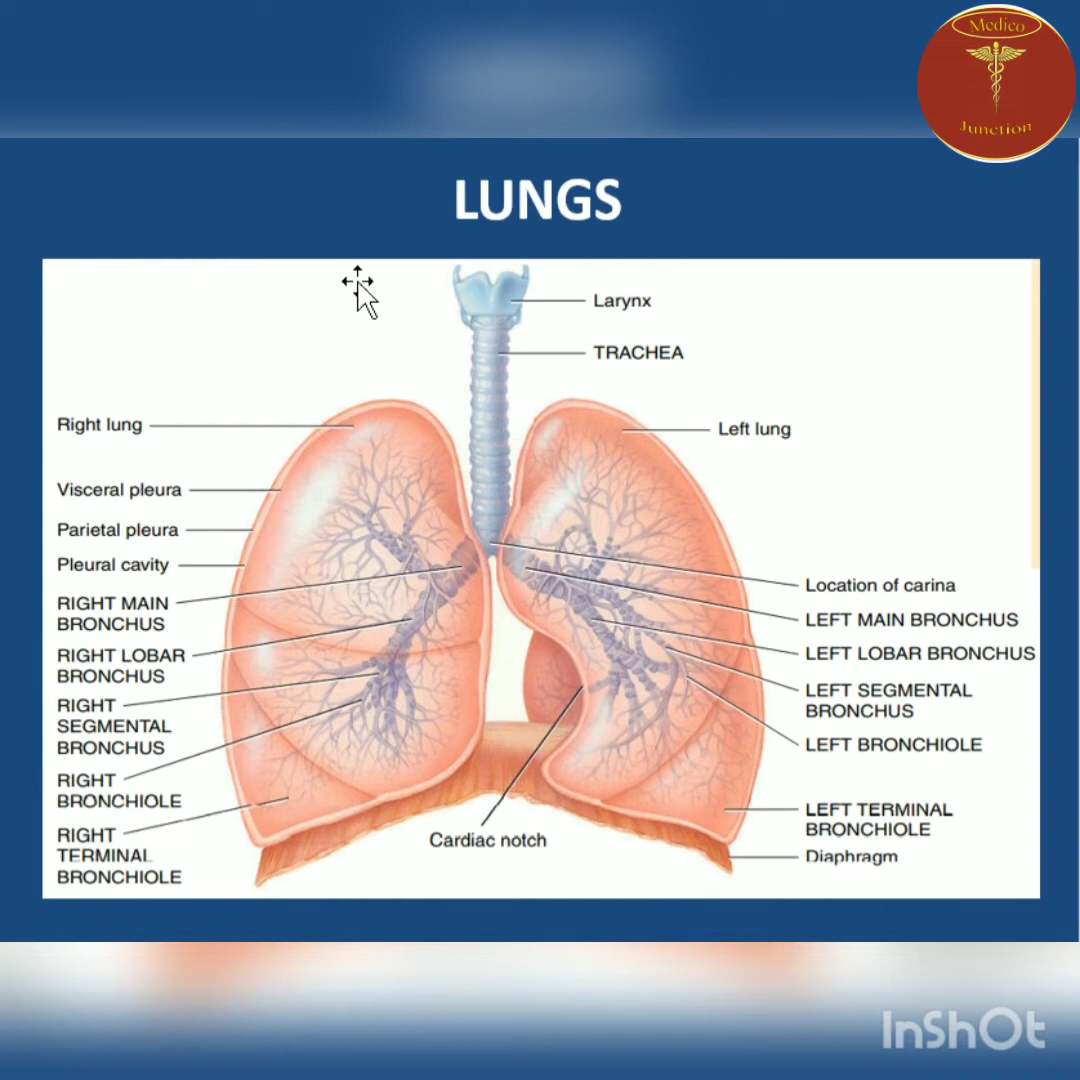 Medico
Junction
LUNGS
Larynx
TRACHEA
Right lung
Left lung
Visceral pleura
Parietal pleura
Pleural cavity
RIGHT MAIN
BRONCHUS
RIGHT LOBAR
BRONCHUS
RIGHT
SEGMENTAL
BRONCHUS
RIGHT
BRONCHIOLE
RIGHT
TERMINAL
BRONCHIOLE
Location of carina
LEFT MAIN BRONCHUS
LEFT LOBAR BRONCHUS
LEFT SEGMENTAL
BRONCHUS
LEFT BRONCHIOLE
LEFT TERMINAL
BRONCHIOLE
Diaphragm
Cardiac notch
InShOt